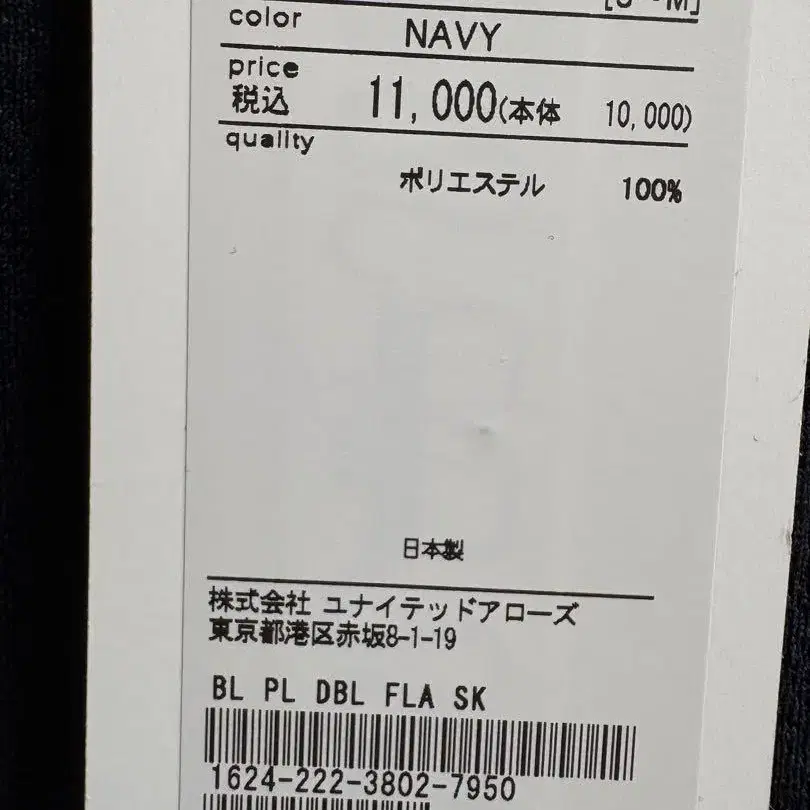 color NAVY
price
税込 11,000(本体 10,000)
quality
ポリエステル 100%
日本製
株式会社 ユナイテッドアローズ
東京都港区赤坂8-1-19
BL PL DBL FLA SK
1624-222-3802-7950